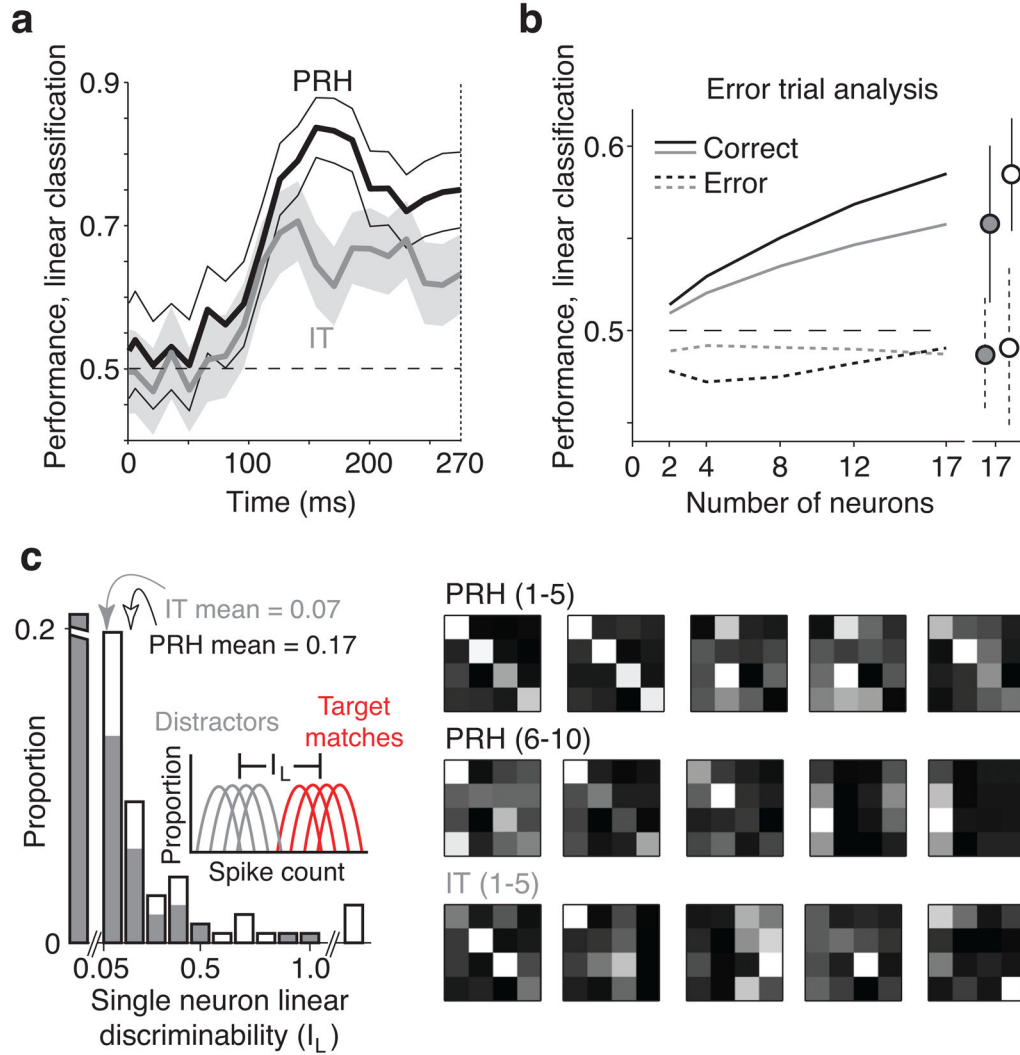 a
Performance, linear classification
0.9
0.7
0.5
PRH
IT
0
100
200
270
Time (ms)
b
Performance, linear classification
Error trial analysis
0.6
0.5
Correct
Error
0 2 4 8 12 17 17
Number of neurons
c
IT mean = 0.07
PRH mean = 0.17
0.2
0
Proportion
Distractors
Target
matches
I_L
Proportion
Spike count
0.05 0.5 1.0
Single neuron linear
discriminability (I_L)
PRH (1-5)
PRH (6-10)
IT (1-5)